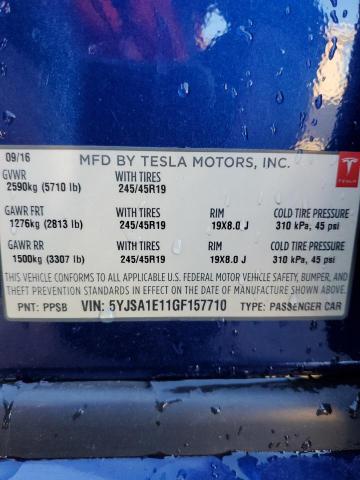 09/16 MFD BY TESLA MOTORS, INC.
GVWR WITH TIRES
2590kg (5710 lb) 245/45R19
GAWR FRT WITH TIRES RIM COLD TIRE PRESSURE
1276kg (2813 lb) 245/45R19 19X8.0 J 310 kPa, 45 psi
GAWR RR WITH TIRES RIM COLD TIRE PRESSURE
1500kg (3307 lb) 245/45R19 19X8.0 J 310 kPa, 45 psi
THIS VEHICLE CONFORMS TO ALL APPLICABLE U.S. FEDERAL MOTOR VEHICLE SAFETY, BUMPER, AND
THEFT PREVENTION STANDARDS IN EFFECT ON THE DATE OF MANUFACTURE SHOWN ABOVE.
PNT: PPSB VIN: 5YJSA1E11GF157710 TYPE: PASSENGER CAR
TESLA